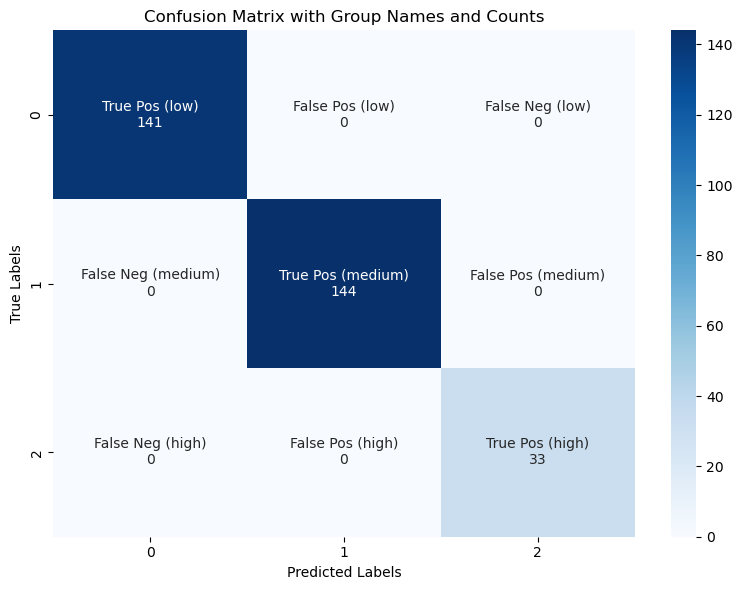 Confusion Matrix with Group Names and Counts
True Labels
0
True Pos (low)
141
False Pos (low)
0
False Neg (low)
0
1
False Neg (medium)
0
True Pos (medium)
144
False Pos (medium)
0
2
False Neg (high)
0
False Pos (high)
0
True Pos (high)
33
0
1
2
Predicted Labels
140
120
100
80
60
40
20
0